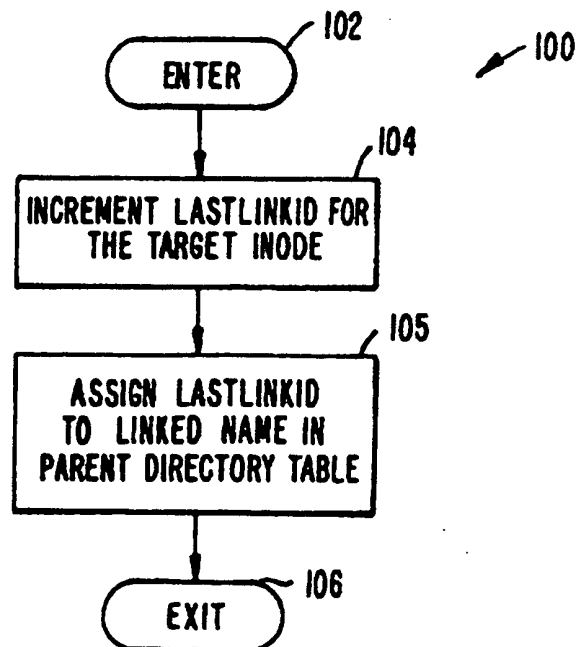 102
ENTER
100
104
INCREMENT LASTLINKID FOR
THE TARGET INODE
105
ASSIGN LASTLINKID
TO LINKED NAME IN
PARENT DIRECTORY TABLE
106
EXIT